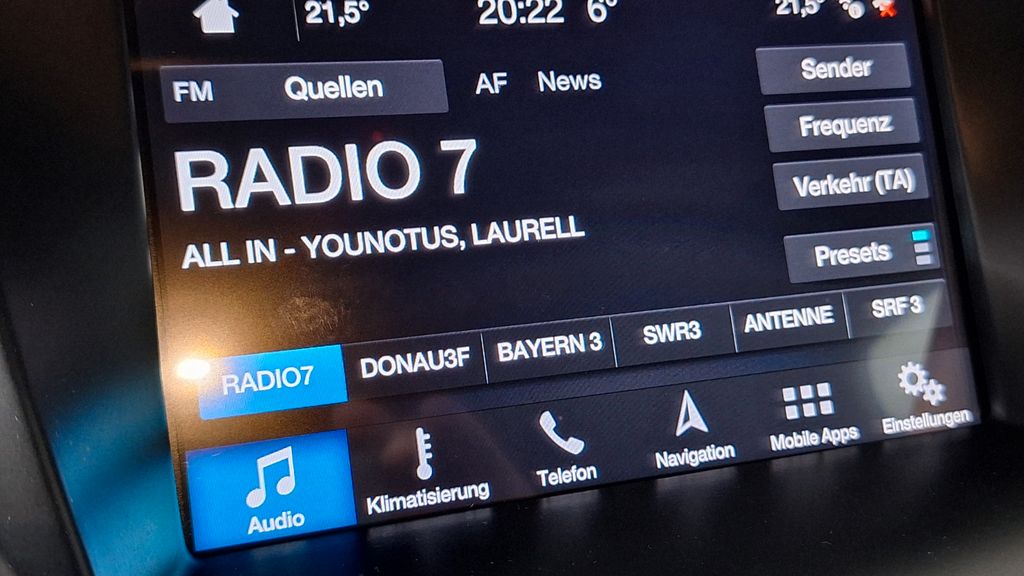 21,5° 20:22 6° 21,5°
FM Quellen AF News
Sender
Frequenz
RADIO 7
Verkehr (TA)
ALL IN - YOUNOTUS, LAURELL
Presets
RADIO7 DONAU3F BAYERN 3 SWR3 ANTENNE SRF 3
Audio Klimatisierung Telefon Navigation Mobile Apps Einstellungen